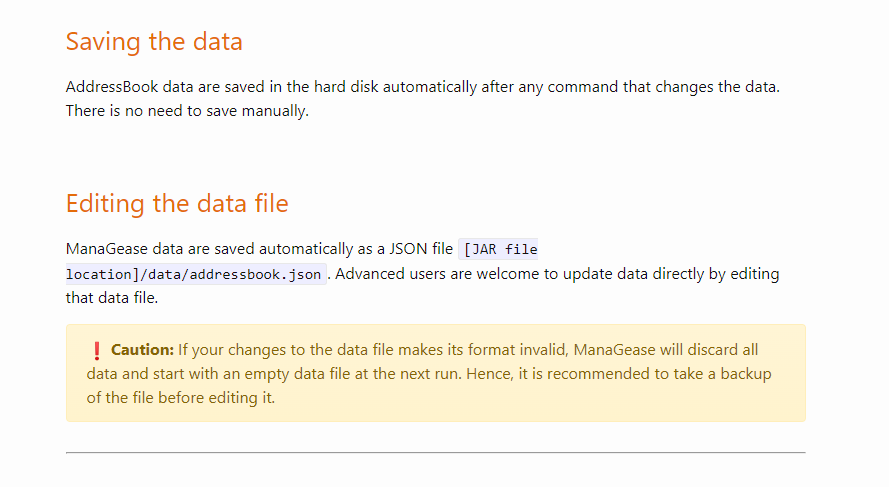 Saving the data
AddressBook data are saved in the hard disk automatically after any command that changes the data.
There is no need to save manually.
Editing the data file
ManaGease data are saved automatically as a JSON file [JAR file
location]/data/addressbook.json . Advanced users are welcome to update data directly by editing
that data file.
❗ Caution: If your changes to the data file makes its format invalid, ManaGease will discard all
data and start with an empty data file at the next run. Hence, it is recommended to take a backup
of the file before editing it.